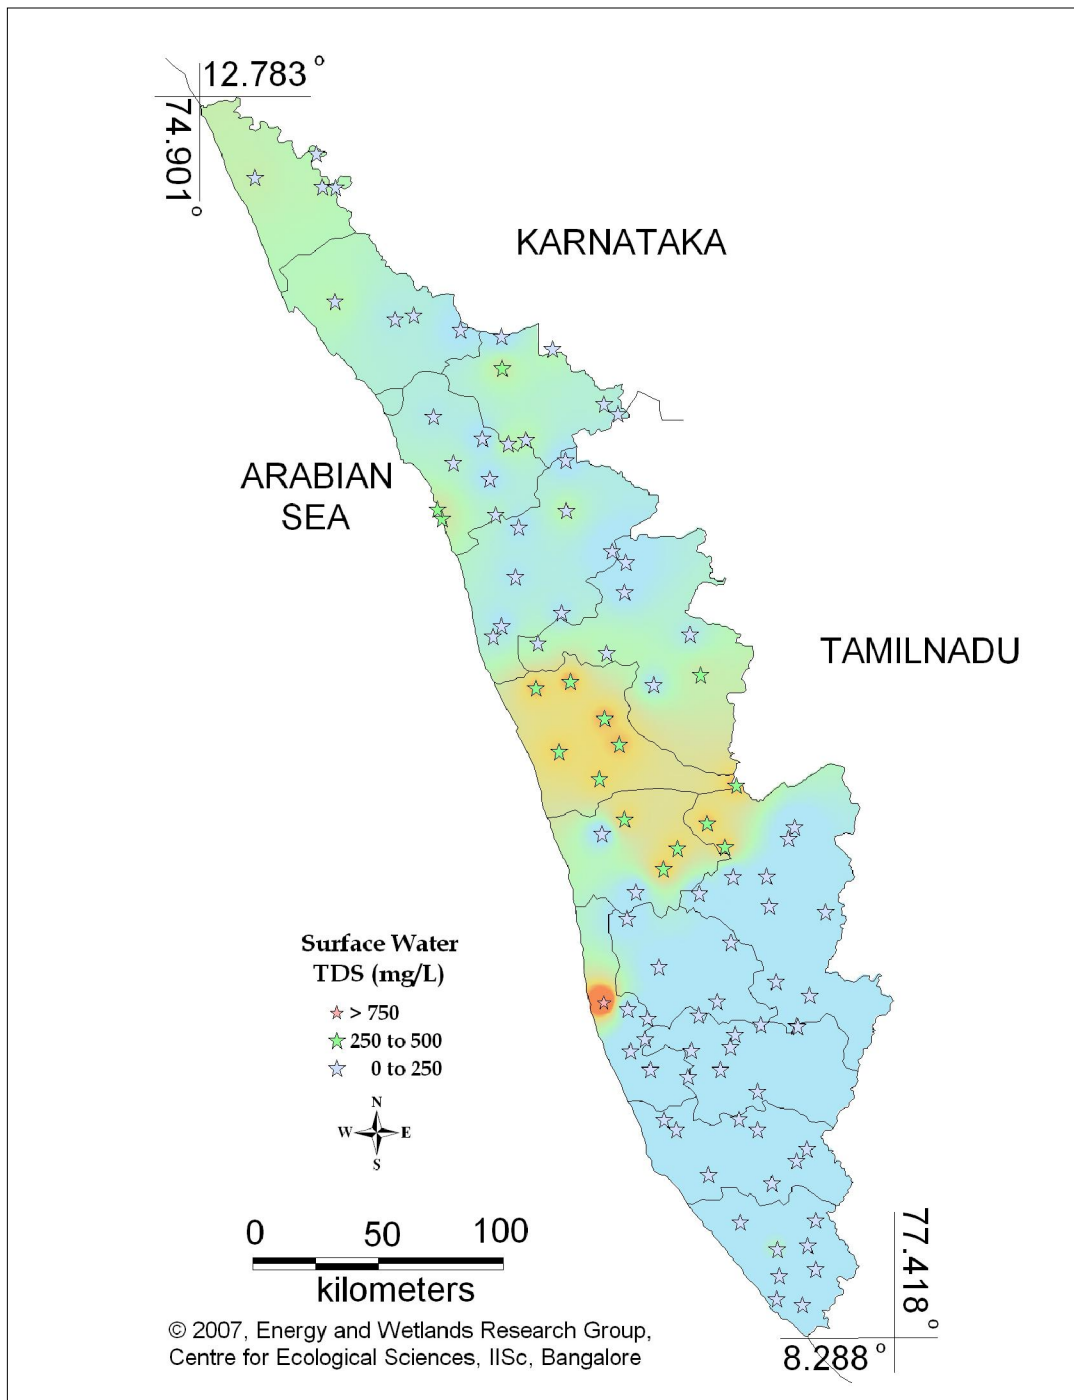 12.783 °
74.901 °
KARNATAKA
ARABIAN
SEA
TAMILNADU
Surface Water
TDS (mg/L)
> 750
250 to 500
0 to 250
N
W E
S
0 50 100
kilometers
77.418 °
8.288 °
© 2007, Energy and Wetlands Research Group,
Centre for Ecological Sciences, IISc, Bangalore